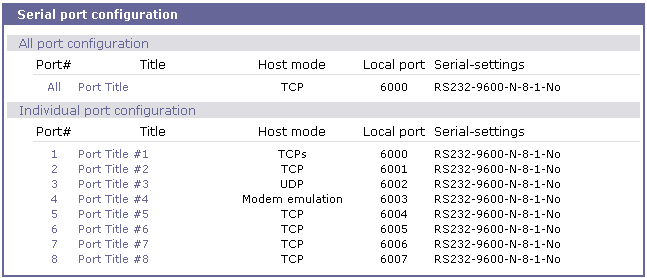 Serial port configuration
All port configuration
Port# Title Host mode Local port Serial-settings
All Port Title TCP 6000 RS232-9600-N-8-1-No
Individual port configuration
Port# Title Host mode Local port Serial-settings
1 Port Title #1 TCPs 6000 RS232-9600-N-8-1-No
2 Port Title #2 TCP 6001 RS232-9600-N-8-1-No
3 Port Title #3 UDP 6002 RS232-9600-N-8-1-No
4 Port Title #4 Modem emulation 6003 RS232-9600-N-8-1-No
5 Port Title #5 TCP 6004 RS232-9600-N-8-1-No
6 Port Title #6 TCP 6005 RS232-9600-N-8-1-No
7 Port Title #7 TCP 6006 RS232-9600-N-8-1-No
8 Port Title #8 TCP 6007 RS232-9600-N-8-1-No